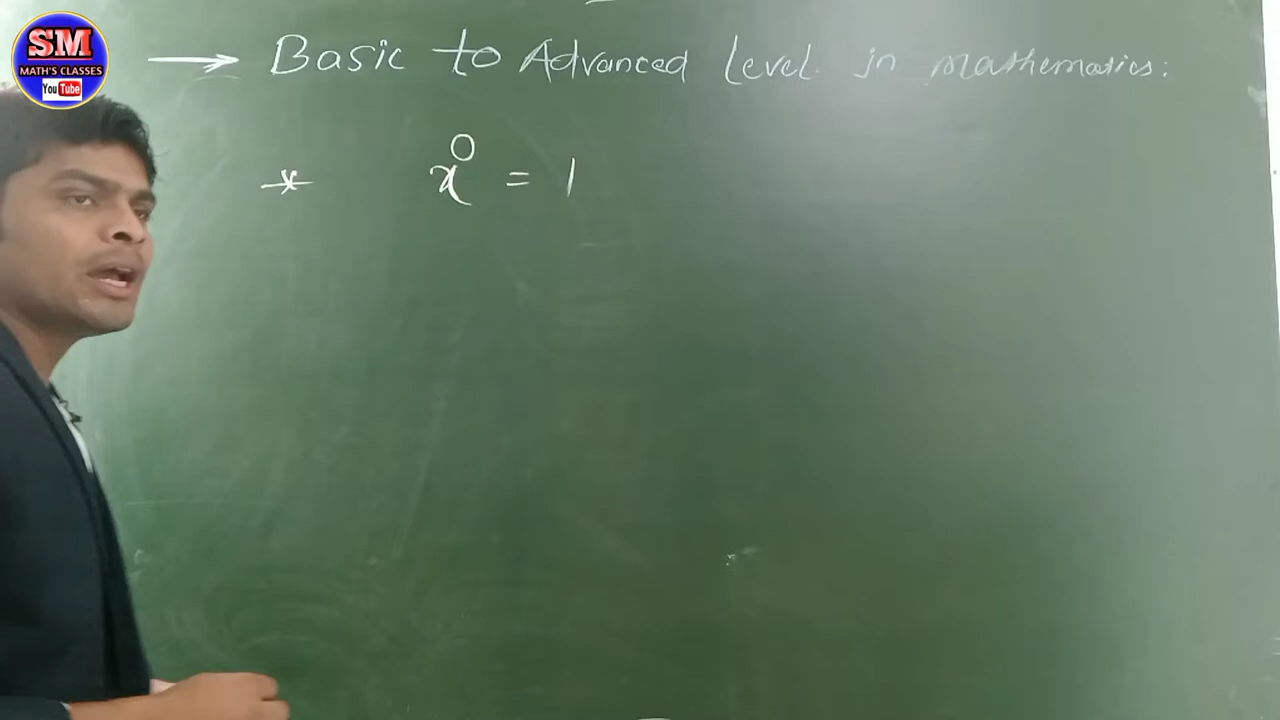 SM
MATH'S CLASSES
YouTube
→ Basic to Advanced Level in mathematics:
* x⁰ = 1